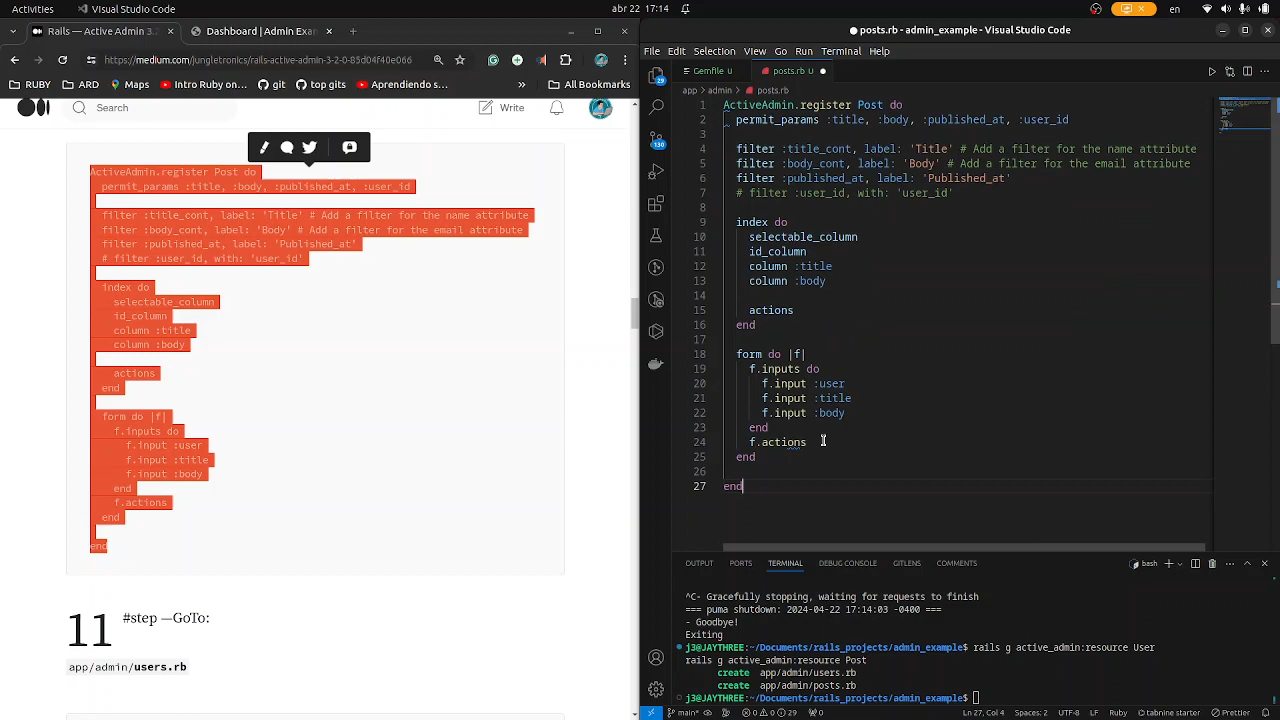 Activities
Visual Studio Code
abr 22 17:14
en
Rails — Active Admin 3.2
Dashboard | Admin Exan
https://medium.com/jungletronics/rails-active-admin-3-2-0-85d04f40e066
RUBY
AI
Maps
Intro Ruby on Rails:...
git
top gits
Aprendiendo a...
All Bookmarks
Search
Write
ActiveAdmin.register Post do
permit_params :title, :body, :published_at, :user_id
filter :title_cont, label: 'Title' # Add a filter for the name attribute
filter :body_cont, label: 'Body' # Add a filter for the email attribute
filter :published_at, label: 'Published_at'
# filter :user_id, with: 'user_id'
index do
selectable_column
id_column
column :title
column :body
actions
end
form do |f|
f.inputs do
f.input :user
f.input :title
f.input :body
end
f.actions
end
end
11 #step —GoTo:
app/admin/users.rb
posts.rb - admin_example - Visual Studio Code
File Edit Selection View Go Run Terminal Help
Gemfile U
posts.rb U
app > admin > posts.rb
29
130
1 ActiveAdmin.register Post do
2 permit_params :title, :body, :published_at, :user_id
3
4 filter :title_cont, label: 'Title' # Add a filter for the name attribute
5 filter :body_cont, label: 'Body' # Add a filter for the email attribute
6 filter :published_at, label: 'Published_at'
7 # filter :user_id, with: 'user_id'
8
9 index do
10 selectable_column
11 id_column
12 column :title
13 column :body
14
15 actions
16 end
17
18 form do |f|
19 f.inputs do
20 f.input :user
21 f.input :title
22 f.input :body
23 end
24 f.actions
25 end
26
27 end
OUTPUT PORTS TERMINAL DEBUG CONSOLE GITLENS COMMENTS
bash
^C- Gracefully stopping, waiting for requests to finish
=== puma shutdown: 2024-04-22 17:14:03 -0400 ===
- Goodbye!
Exiting
j3@JAYTHREE:~/Documents/rails_projects/admin_example$ rails g active_admin:resource User
rails g active_admin:resource Post
create app/admin/users.rb
create app/admin/posts.rb
j3@JAYTHREE:~/Documents/rails_projects/admin_example$
main* 0 0 29 0 Ln 27, Col 4 Spaces: 2 UTF-8 LF Ruby tabnine starter Prettier